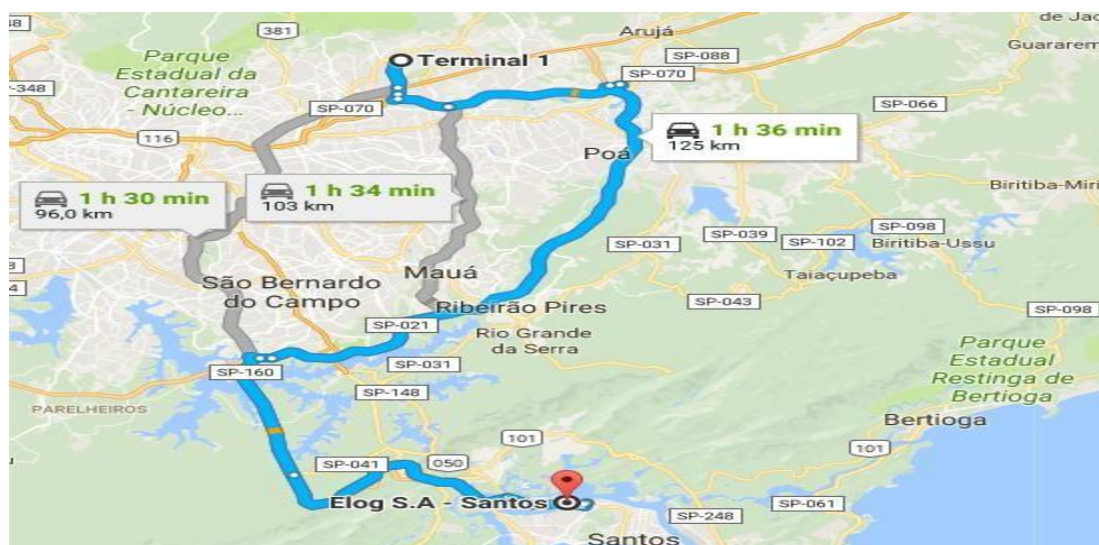 381
Arujá
de Jac
Parque
Estadual da
Cantareira
- Núcleo...
Terminal 1
SP-088
Guararem
SP-070
P-348
SP-070
SP-066
116
1 h 36 min
125 km
Poá
1 h 30 min
96,0 km
1 h 34 min
103 km
Biritiba-Miri
SP-098
SP-039
SP-031
SP-102
Biritiba-Ussu
Mauá
Taiaçupeba
São Bernardo
do Campo
SP-043
Ribeirão Pires
SP-098
SP-021
Rio Grande
da Serra
SP-031
SP-160
Parque
Estadual
Restinga de
Bertioga
SP-148
PARELHEIROS
Bertioga
101
101
SP-041
050
Elog S.A - Santos
SP-061
SP-248
Santos